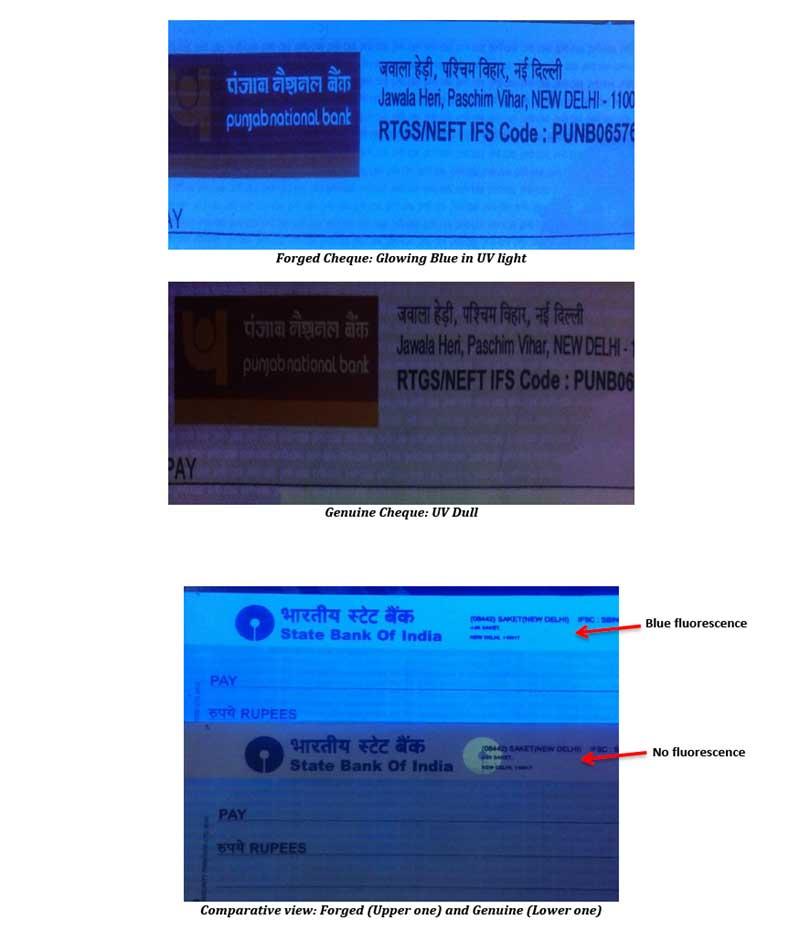 पंजाब नैशनल बैंक
punjab national bank
जवाला हेड़ी, पश्चिम विहार, नई दिल्ली
Jawala Heri, Paschim Vihar, NEW DELHI - 1100
RTGS/NEFT IFS Code : PUNB06576
AY
Forged Cheque: Glowing Blue in UV light
पंजाब नैशनल बैंक
punjab national bank
जवाला हेड़ी, पश्चिम विहार, नई दिल्ली
Jawala Heri, Paschim Vihar, NEW DELHI - 1
RTGS/NEFT IFS Code : PUNB06
PAY
Genuine Cheque: UV Dull
भारतीय स्टेट बैंक
State Bank Of India
(08442) SAKET(NEW DELHI) IFSC : SBIN
SAKET,
NEW DELHI,
Blue fluorescence
PAY
रुपये RUPEES
भारतीय स्टेट बैंक
State Bank Of India
(08442) SAKET(NEW DELHI) IFSC : S
SAKET,
NEW DELHI,
No fluorescence
PAY
रुपये RUPEES
Comparative view: Forged (Upper one) and Genuine (Lower one)